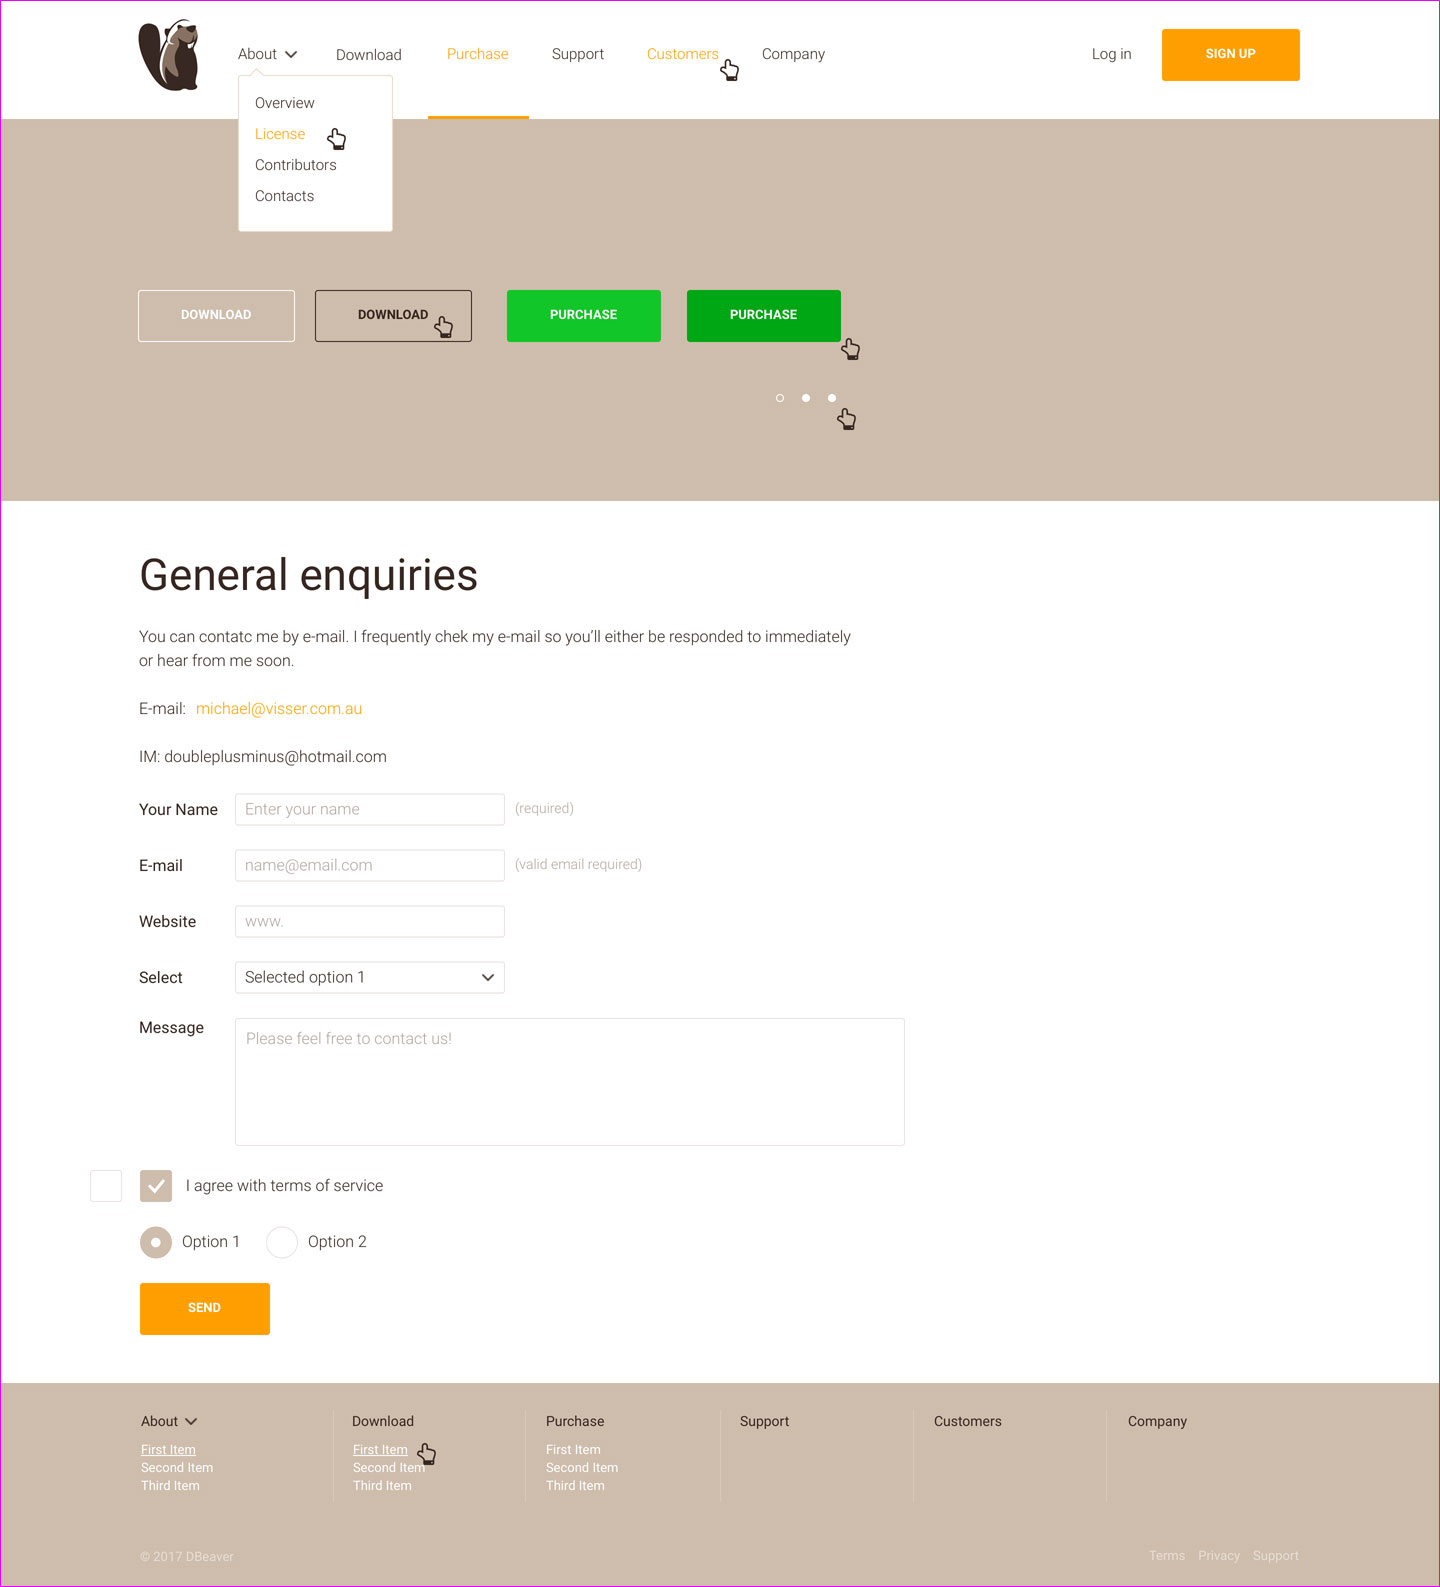 About
Download
Purchase
Support
Customers
Company
Log in
SIGN UP
Overview
License
Contributors
Contacts
DOWNLOAD
DOWNLOAD
PURCHASE
PURCHASE
General enquiries
You can contatc me by e-mail. I frequently chek my e-mail so you'll either be responded to immediately
or hear from me soon.
E-mail: michael@visser.com.au
IM: doubleplusminus@hotmail.com
Your Name
Enter your name
(required)
E-mail
name@email.com
(valid email required)
Website
www.
Select
Selected option 1
Message
Please feel free to contact us!
I agree with terms of service
Option 1
Option 2
SEND
About
First Item
Second Item
Third Item
Download
First Item
Second Item
Third Item
Purchase
First Item
Second Item
Third Item
Support
Customers
Company
© 2017 DBeaver
Terms
Privacy
Support